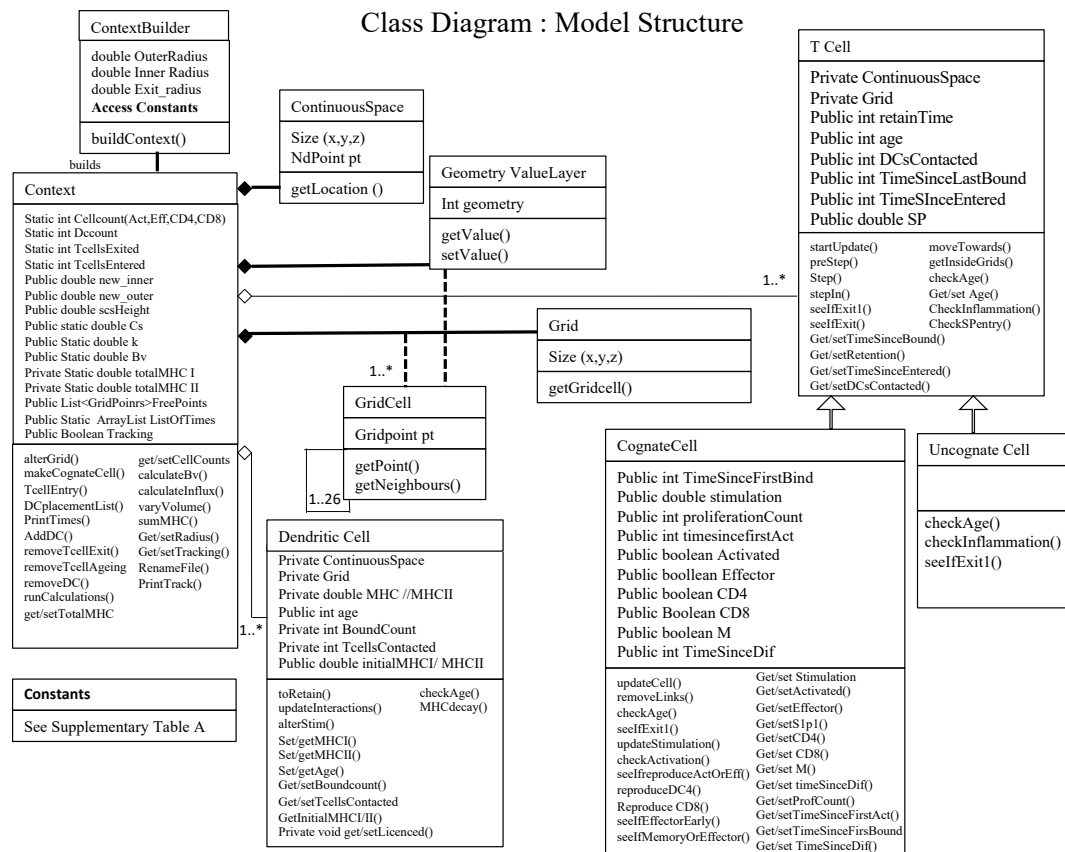 Class Diagram : Model Structure
ContextBuilder
double OuterRadius
double Inner Radius
double Exit_radius
Access Constants
buildContext()
builds
Context
Static int Cellcount(Act,Eff,CD4,CD8)
Static int Dccount
Static int TcellsExited
Static int TcellsEntered
Public double new_inner
Public double new_outer
Public double scsHeight
Public static double Cs
Public Static double k
Public Static double Bv
Private Static double totalMHC I
Private Static double totalMHC II
Public List<GridPoinrs>FreePoints
Public Static ArrayList ListOfTimes
Public Boolean Tracking
alterGrid()
makeCognateCell()
TcellEntry()
DCplacementList()
PrintTimes()
AddDC()
removeTcellExit()
removeTcellAgeing
removeDC()
runCalculations()
get/setTotalMHC
get/setCellCounts
calculateBv()
calculateInflux()
varyVolume()
sumMHC()
Get/setRadius()
Get/setTracking()
RenameFile()
PrintTrack()
Constants
See Supplementary Table A
ContinuousSpace
Size (x,y,z)
NdPoint pt
getLocation ()
Geometry ValueLayer
Int geometry
getValue()
setValue()
1..*
Grid
Size (x,y,z)
getGridcell()
1..*
GridCell
Gridpoint pt
getPoint()
getNeighbours()
1..26
1..*
Dendritic Cell
Private ContinuousSpace
Private Grid
Private double MHC //MHCII
Public int age
Private int BoundCount
Private int TcellsContacted
Public double initialMHCI/ MHCII
toRetain()
updateInteractions()
alterStim()
Set/getMHCI()
Set/getMHCII()
Set/getAge()
Get/setBoundcount()
Get/setTcellsContacted
GetInitialMHCI/II()
Private void get/setLicenced()
checkAge()
MHCdecay()
T Cell
Private ContinuousSpace
Private Grid
Public int retainTime
Public int age
Public int DCsContacted
Public int TimeSinceLastBound
Public int TimeSInceEntered
Public double SP
startUpdate()
preStep()
Step()
stepIn()
seeIfExit1()
seeIfExit()
Get/setTimeSinceBound()
Get/setRetention()
Get/setTimeSinceEntered()
Get/setDCsContacted()
moveTowards()
getInsideGrids()
checkAge()
Get/set Age()
CheckInflammation()
CheckSPentry()
CognateCell
Public int TimeSinceFirstBind
Public double stimulation
Public int proliferationCount
Public int timesincefirstAct
Public boolean Activated
Public boollean Effector
Public boolean CD4
Public Boolean CD8
Public boolean M
Public int TimeSinceDif
updateCell()
removeLinks()
checkAge()
seeIfExit1()
updateStimulation()
checkActivation()
seeIfreproduceActOrEff()
reproduceDC4()
Reproduce CD8()
seeIfEffectorEarly()
seeIfMemoryOrEffector()
Get/set Stimulation
Get/setActivated()
Get/setEffector()
Get/setS1p1()
Get/setCD4()
Get/set CD8()
Get/set M()
Get/set timeSinceDif()
Get/setProfCount()
Get/setTimeSinceFirstAct()
Get/setTimeSinceFirsBound
Get/set TimeSinceDif()
Uncognate Cell
checkAge()
checkInflammation()
seeIfExit1()